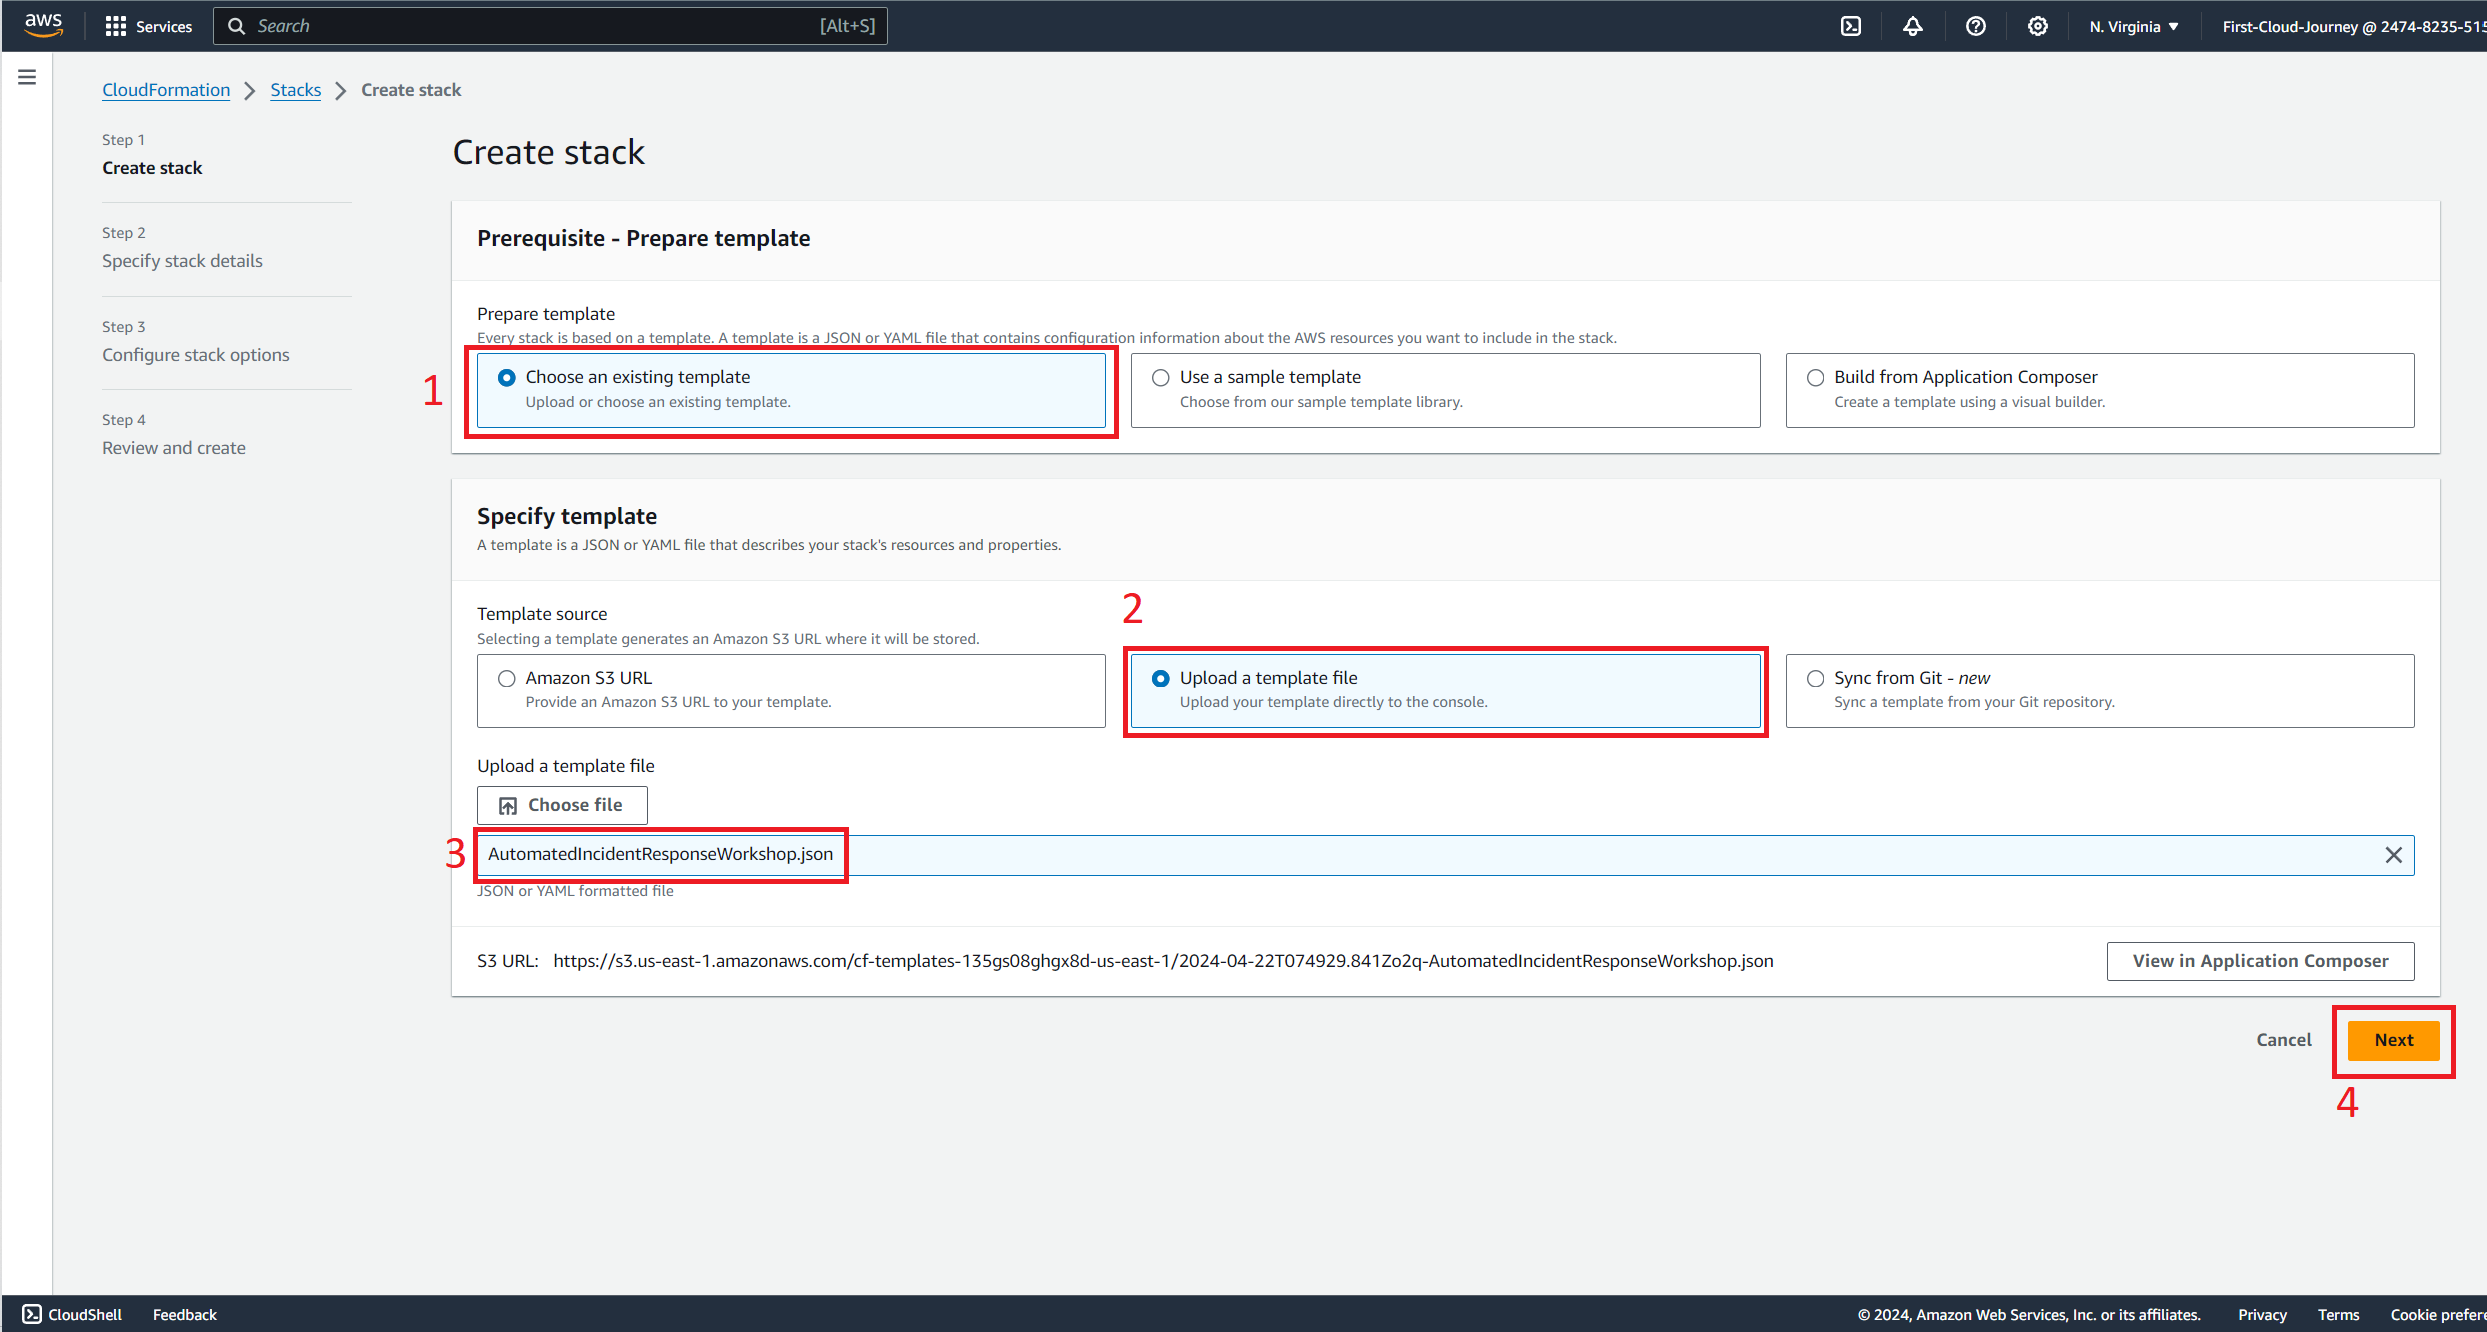 aws Services Search [Alt+S] N. Virginia First-Cloud-Journey @ 2474-8235-515
CloudFormation Stacks Create stack
Step 1
Create stack
Step 2
Specify stack details
Step 3
Configure stack options
Step 4
Review and create
Create stack
Prerequisite - Prepare template
Prepare template
Every stack is based on a template. A template is a JSON or YAML file that contains configuration information about the AWS resources you want to include in the stack.
1
Choose an existing template
Upload or choose an existing template.
Use a sample template
Choose from our sample template library.
Build from Application Composer
Create a template using a visual builder.
Specify template
A template is a JSON or YAML file that describes your stack's resources and properties.
Template source
Selecting a template generates an Amazon S3 URL where it will be stored.
2
Amazon S3 URL
Provide an Amazon S3 URL to your template.
Upload a template file
Upload your template directly to the console.
Sync from Git - new
Sync a template from your Git repository.
Upload a template file
Choose file
3
AutomatedIncidentResponseWorkshop.json
JSON or YAML formatted file
S3 URL: https://s3.us-east-1.amazonaws.com/cf-templates-135gs08ghgx8d-us-east-1/2024-04-22T074929.841Zo2q-AutomatedIncidentResponseWorkshop.json
View in Application Composer
Cancel Next
4
CloudShell Feedback © 2024, Amazon Web Services, Inc. or its affiliates. Privacy Terms Cookie prefere